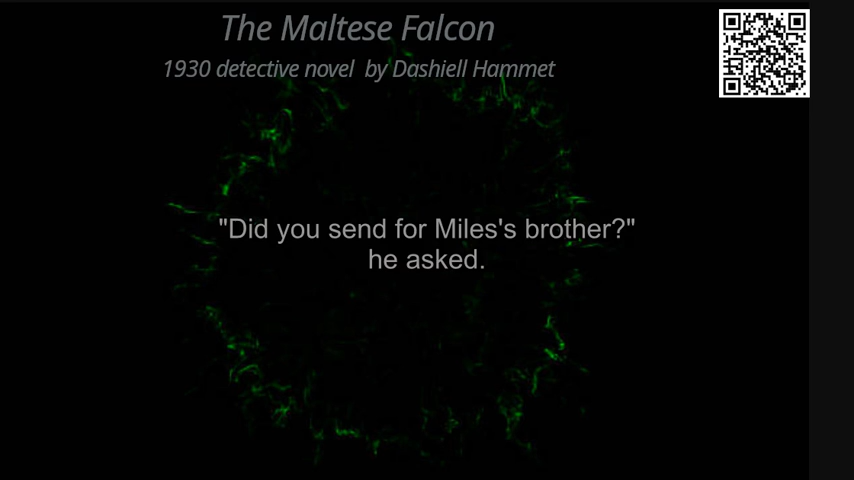 The Maltese Falcon
1930 detective novel by Dashiell Hammet
"Did you send for Miles's brother?"
he asked.